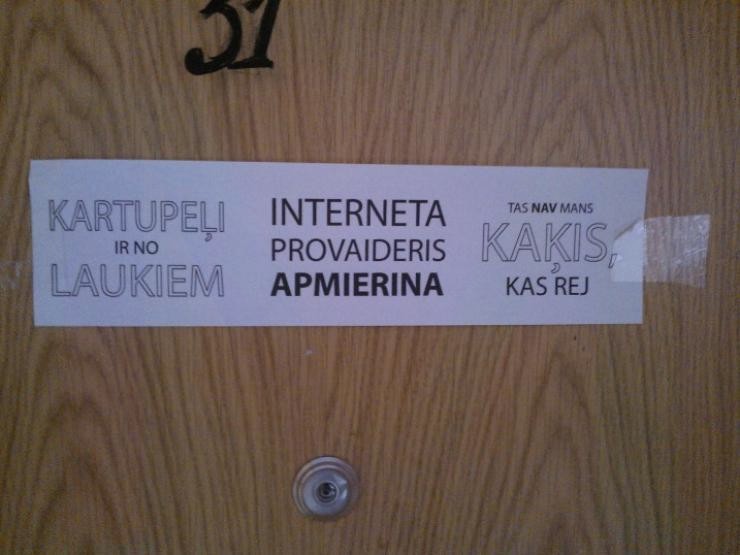 31
KARTUPEĻI
IR NO
LAUKIEM
INTERNETA
PROVAIDERIS
APMIERINA
TAS NAV MANS
KAĶIS,
KAS REJ